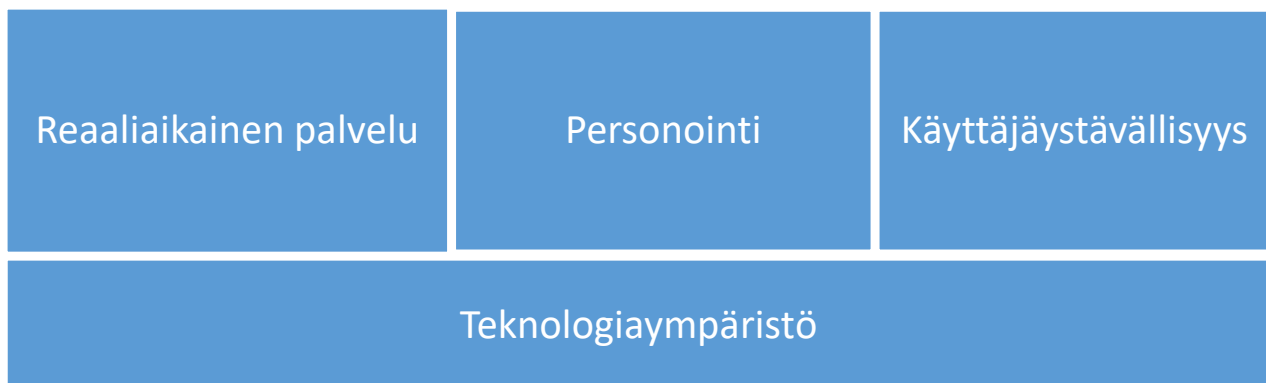 Reaaliaikainen palvelu
Personointi
Käyttäjäystävällisyys
Teknologiaympäristö